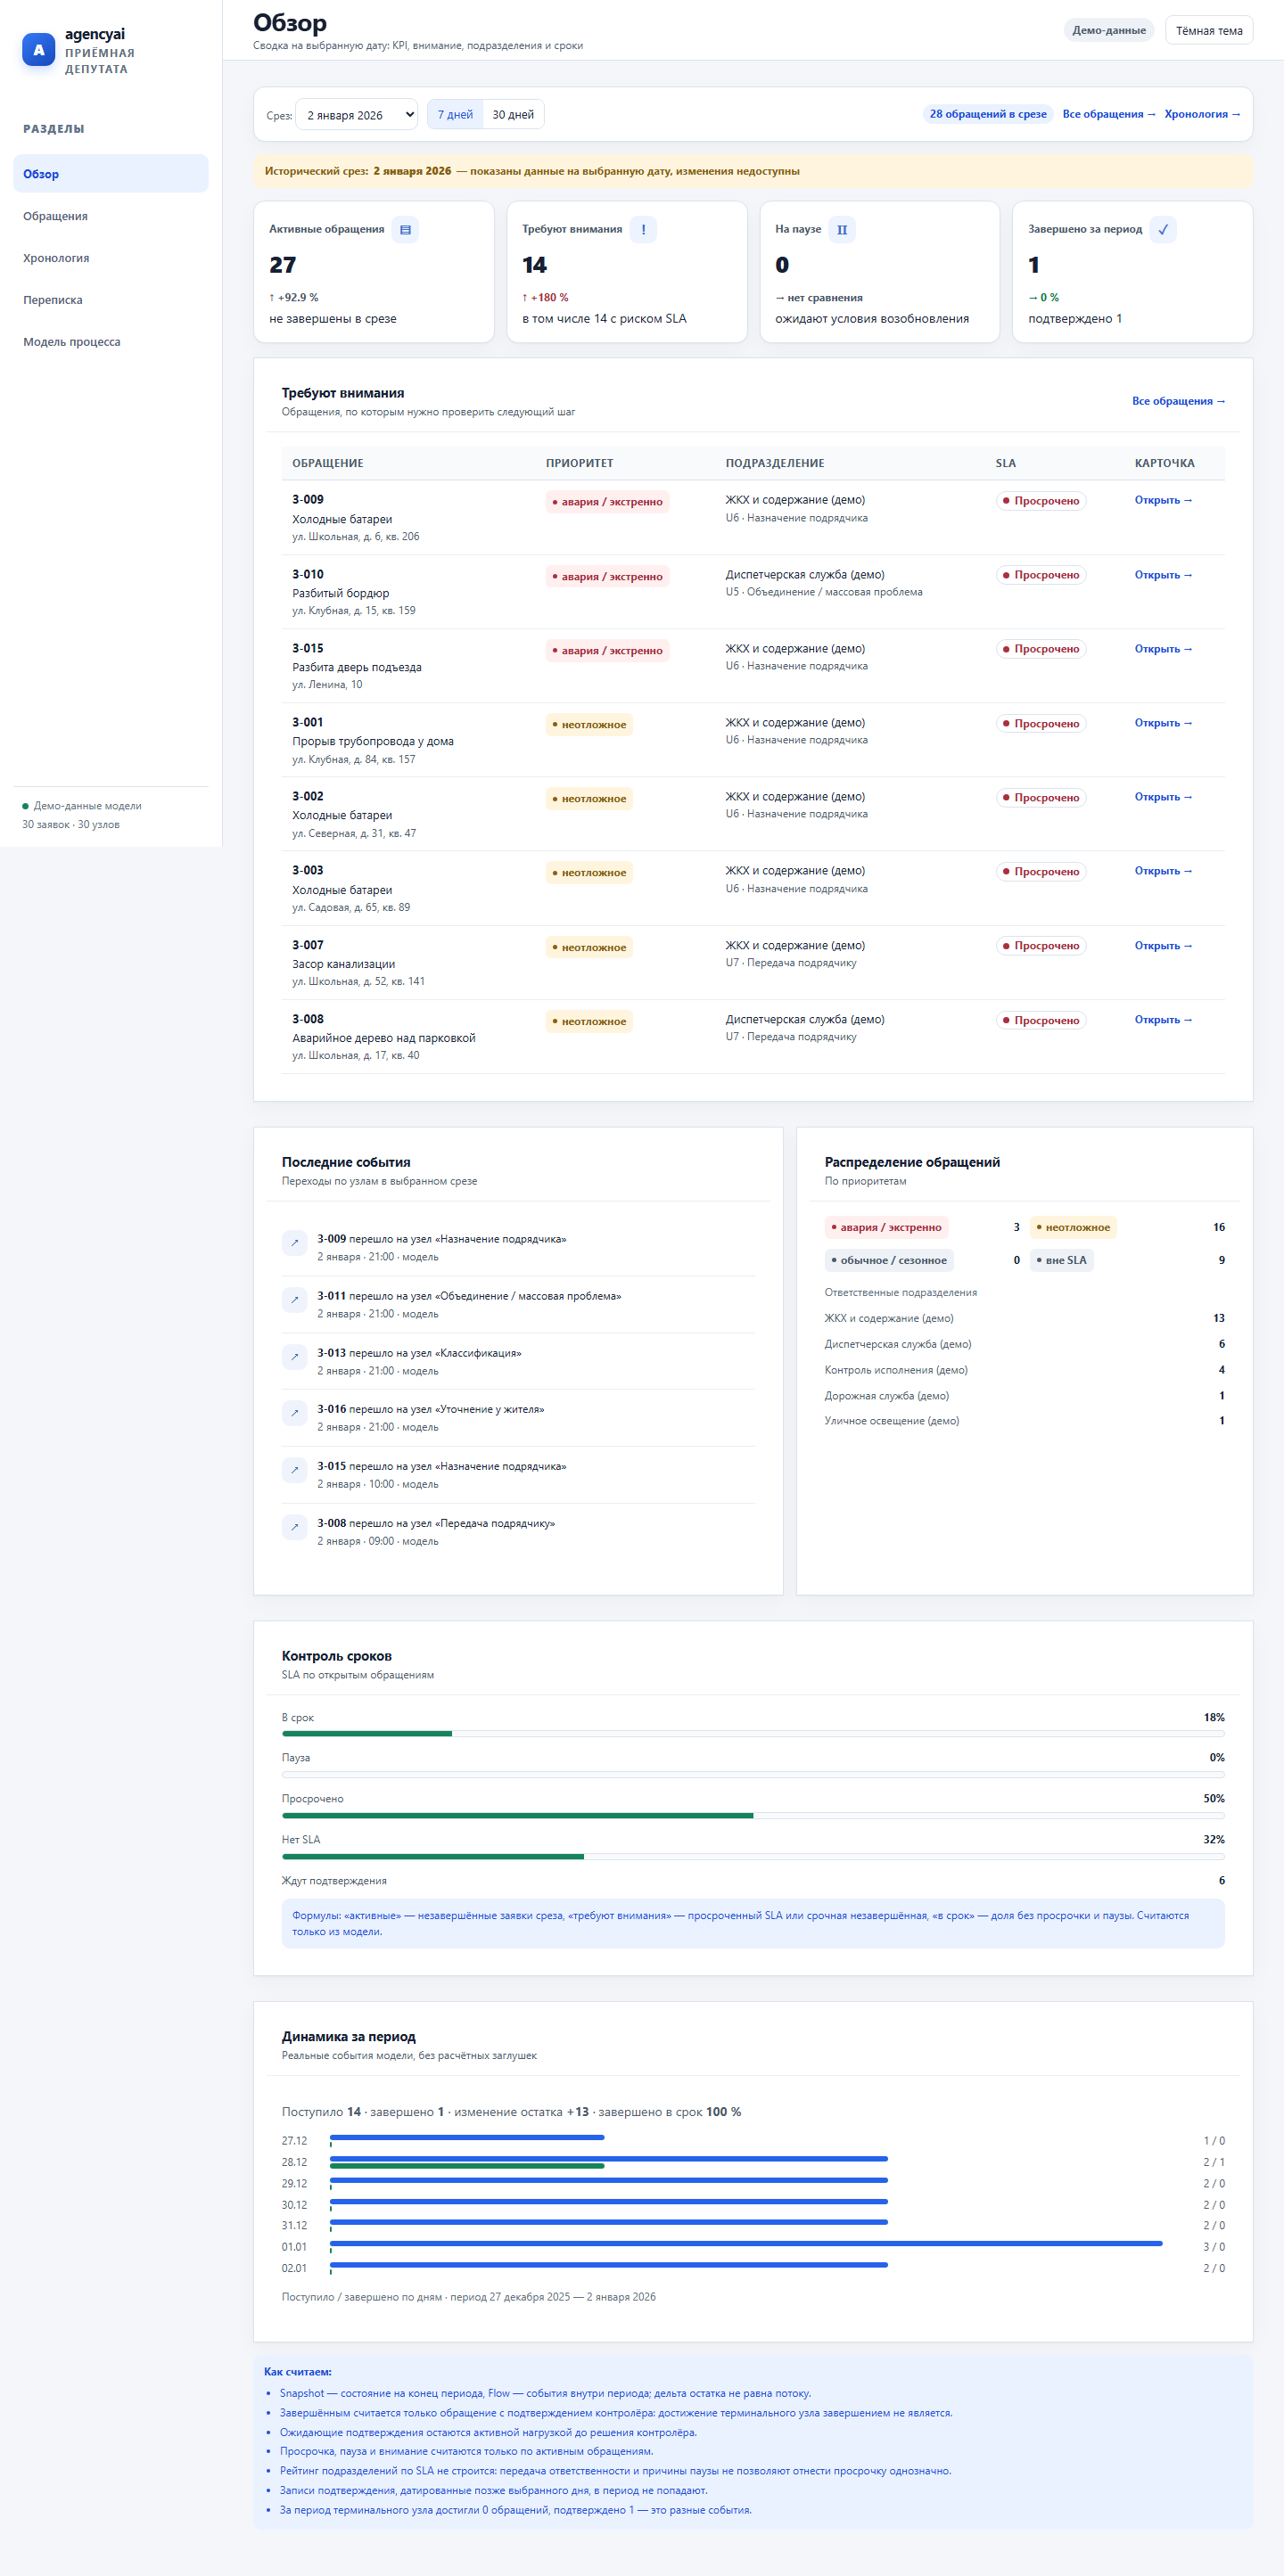 A
agencyai
ПРИЁМНАЯ
ДЕПУТАТА
РАЗДЕЛЫ
Обзор
Обращения
Хронология
Переписка
Модель процесса
Демо-данные модели
30 заявок · 30 узлов
Обзор
Сводка на выбранную дату: KPI, внимание, подразделения и сроки
Демо-данные
Тёмная тема
Срез: 2 января 2026 7 дней 30 дней
28 обращений в срезе Все обращения → Хронология →
Исторический срез: 2 января 2026 — показаны данные на выбранную дату, изменения недоступны
Активные обращения
27
↑ +92.9 %
не завершены в срезе
Требуют внимания !
14
↑ +180 %
в том числе 14 с риском SLA
На паузе
0
→ нет сравнения
ожидают условия возобновления
Завершено за период ✓
1
→ 0 %
подтверждено 1
Требуют внимания
Обращения, по которым нужно проверить следующий шаг
Все обращения →
ОБРАЩЕНИЕ ПРИОРИТЕТ ПОДРАЗДЕЛЕНИЕ SLA КАРТОЧКА
З-009 авария / экстренно ЖКХ и содержание (демо) Просрочено Открыть →
Холодные батареи U6 · Назначение подрядчика
ул. Школьная, д. 6, кв. 206
З-010 авария / экстренно Диспетчерская служба (демо) Просрочено Открыть →
Разбитый бордюр U5 · Объединение / массовая проблема
ул. Клубная, д. 15, кв. 159
З-015 авария / экстренно ЖКХ и содержание (демо) Просрочено Открыть →
Разбита дверь подъезда U6 · Назначение подрядчика
ул. Ленина, 10
З-001 неотложное ЖКХ и содержание (демо) Просрочено Открыть →
Прорыв трубопровода у дома U6 · Назначение подрядчика
ул. Клубная, д. 84, кв. 157
З-002 неотложное ЖКХ и содержание (демо) Просрочено Открыть →
Холодные батареи U6 · Назначение подрядчика
ул. Северная, д. 31, кв. 47
З-003 неотложное ЖКХ и содержание (демо) Просрочено Открыть →
Холодные батареи U6 · Назначение подрядчика
ул. Садовая, д. 65, кв. 89
З-007 неотложное ЖКХ и содержание (демо) Просрочено Открыть →
Засор канализации U7 · Передача подрядчику
ул. Школьная, д. 52, кв. 141
З-008 неотложное Диспетчерская служба (демо) Просрочено Открыть →
Аварийное дерево над парковкой U7 · Передача подрядчику
ул. Школьная, д. 17, кв. 40
Последние события
Переходы по узлам в выбранном срезе
З-009 перешло на узел «Назначение подрядчика»
2 января · 21:00 · модель
З-011 перешло на узел «Объединение / массовая проблема»
2 января · 21:00 · модель
З-013 перешло на узел «Классификация»
2 января · 21:00 · модель
З-016 перешло на узел «Уточнение у жителя»
2 января · 21:00 · модель
З-015 перешло на узел «Назначение подрядчика»
2 января · 10:00 · модель
З-008 перешло на узел «Передача подрядчику»
2 января · 09:00 · модель
Распределение обращений
По приоритетам
авария / экстренно 3 неотложное 16
обычное / сезонное 0 вне SLA 9
Ответственные подразделения
ЖКХ и содержание (демо) 13
Диспетчерская служба (демо) 6
Контроль исполнения (демо) 4
Дорожная служба (демо) 1
Уличное освещение (демо) 1
Контроль сроков
SLA по открытым обращениям
В срок 18%
Пауза 0%
Просрочено 50%
Нет SLA 32%
Ждут подтверждения 6
Формулы: «активные» — незавершённые заявки среза, «требуют внимания» — просроченный SLA или срочная незавершённая, «в срок» — доля без просрочки и паузы. Считаются
только из модели.
Динамика за период
Реальные события модели, без расчётных заглушек
Поступило 14 · завершено 1 · изменение остатка +13 · завершено в срок 100 %
27.12 1 / 0
28.12 2 / 1
29.12 2 / 0
30.12 2 / 0
31.12 2 / 0
01.01 3 / 0
02.01 2 / 0
Поступило / завершено по дням · период 27 декабря 2025 — 2 января 2026
Как считаем:
• Snapshot — состояние на конец периода, Flow — события внутри периода; дельта остатка не равна потоку.
• Завершённым считается только обращение с подтверждением контролёра: достижение терминального узла завершением не является.
• Ожидающие подтверждения остаются активной нагрузкой до решения контролёра.
• Просрочка, пауза и внимание считаются только по активным обращениям.
• Рейтинг подразделений по SLA не строится: передача ответственности и причины паузы не позволяют отнести просрочку однозначно.
• Записи подтверждения, датированные позже выбранного дня, в период не попадают.
• За период терминального узла достигли 0 обращений, подтверждено 1 — это разные события.